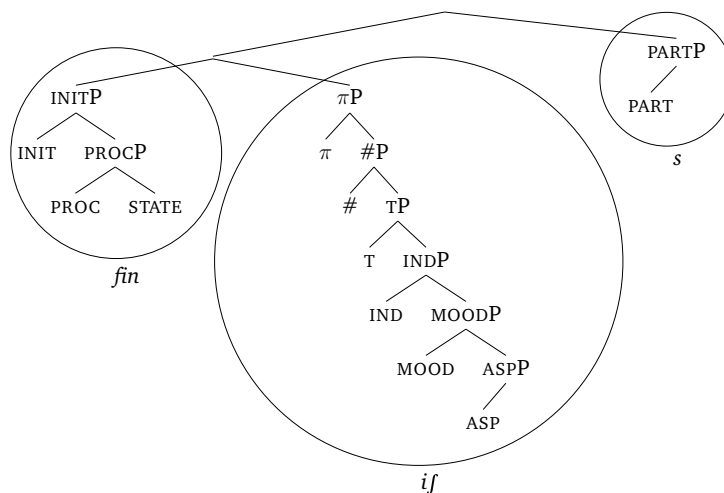 PARTP
PART
s
INITP
INIT PROCP
PROC STATE
fin
πP
π #P
# TP
T INDP
IND MOODP
MOOD ASPP
ASP
iʃ